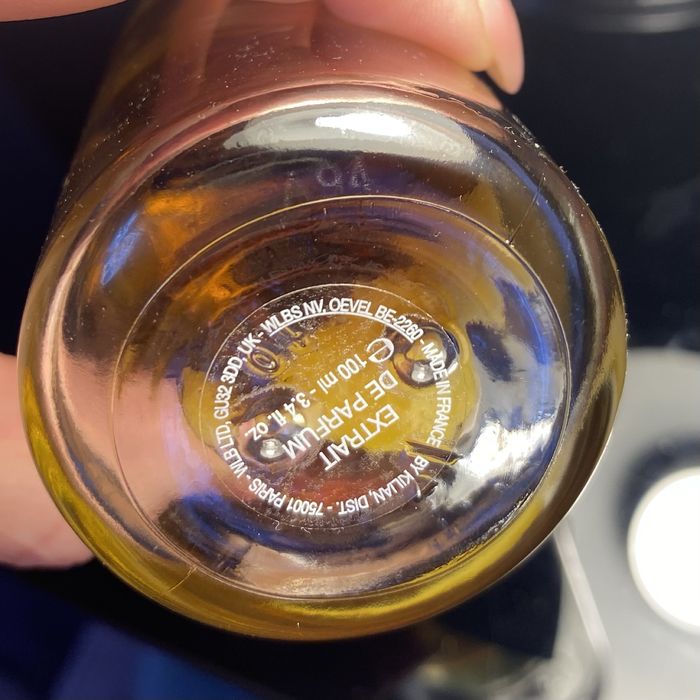 BY KILIAN, DIST. - 75001 PARIS - WLB LTD, GU32 3DD, UK - WLBS NV, OEVEL BE-2260 - MADE IN FRANCE
EXTRAIT
DE PARFUM
℮ 100 ml - 3.4 fl. oz